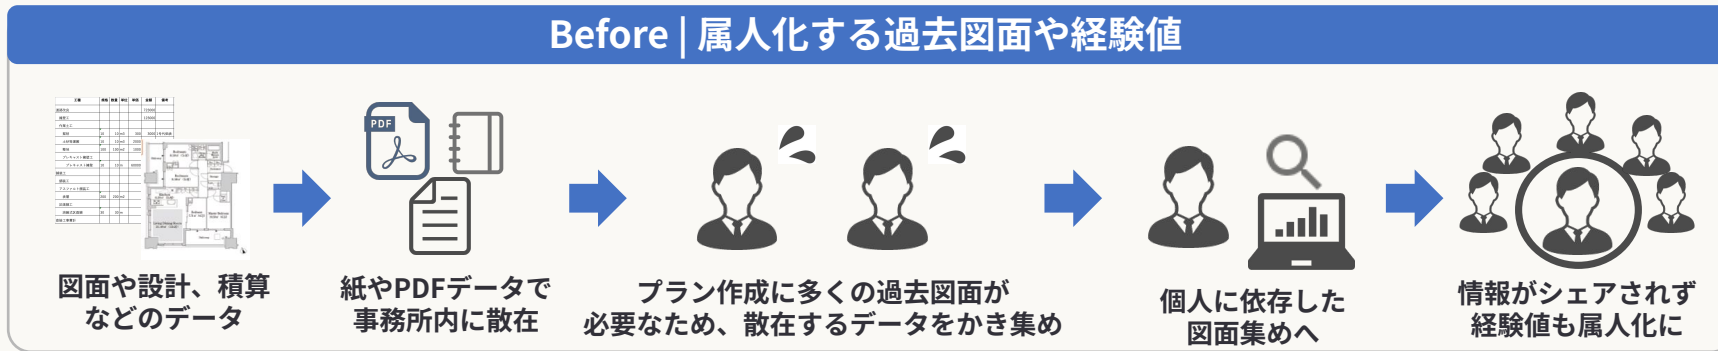 Before | 属人化する過去図面や経験値
PDF
図面や設計、積算
などのデータ
紙やPDFデータで
事務所内に散在
プラン作成に多くの過去図面が
必要なため、散在するデータをかき集め
個人に依存した
図面集めへ
情報がシェアされず
経験値も属人化に